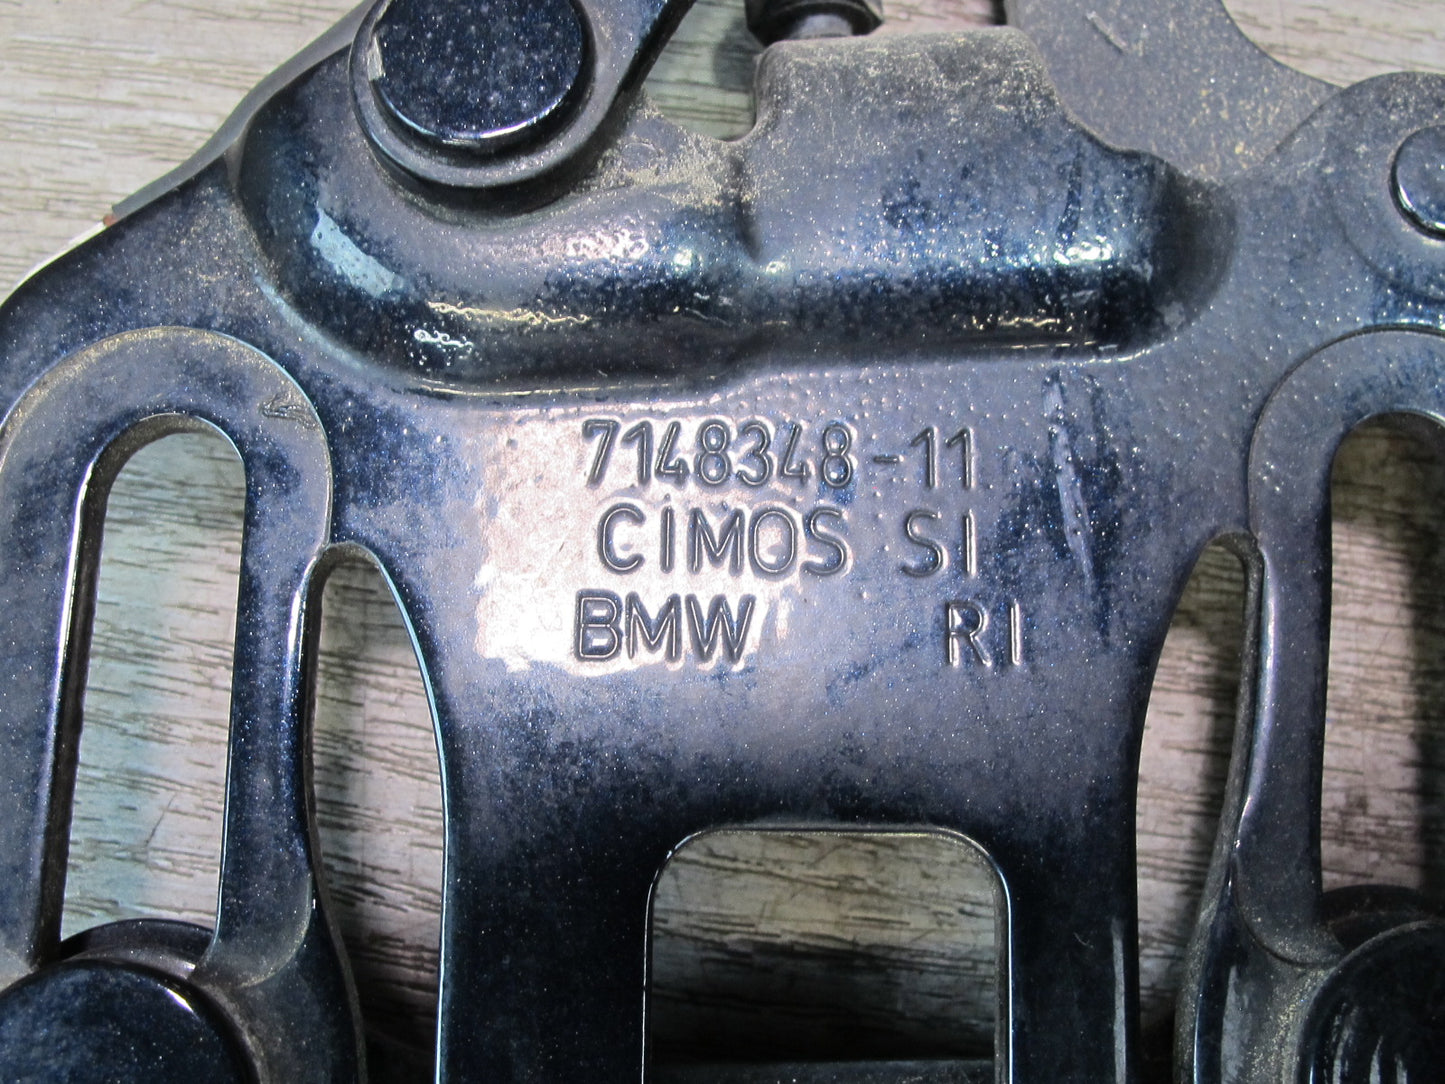 7148348-11
CIMOS SI
BMW RI